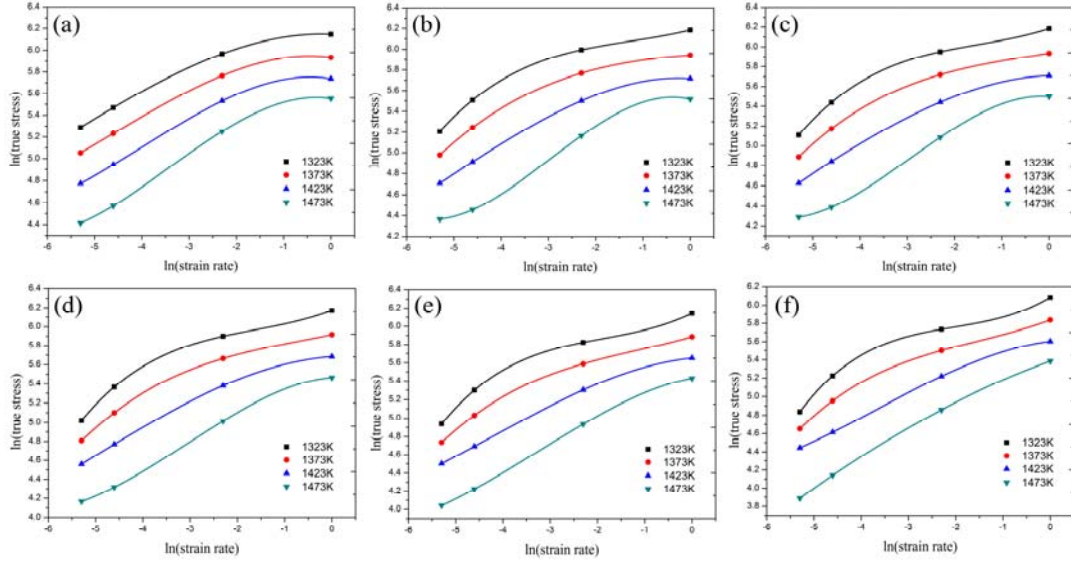 (a)
6.4
6.2
6.0
5.8
5.6
5.4
5.2
5.0
4.8
4.6
4.4
ln(true stress)
1323K
1373K
1423K
1473K
-6 -5 -4 -3 -2 -1 0
ln(strain rate)
(b)
6.4
6.2
6.0
5.8
5.6
5.4
5.2
5.0
4.8
4.6
4.4
4.2
ln(true stress)
1323K
1373K
1423K
1473K
-6 -5 -4 -3 -2 -1 0
ln(strain rate)
(c)
6.4
6.2
6.0
5.8
5.6
5.4
5.2
5.0
4.8
4.6
4.4
4.2
ln(true stress)
1323K
1373K
1423K
1473K
-6 -5 -4 -3 -2 -1 0
ln(strain rate)
(d)
6.4
6.2
6.0
5.8
5.6
5.4
5.2
5.0
4.8
4.6
4.4
4.2
4.0
ln(true stress)
1323K
1373K
1423K
1473K
-6 -5 -4 -3 -2 -1 0
ln(strain rate)
(e)
6.4
6.2
6.0
5.8
5.6
5.4
5.2
5.0
4.8
4.6
4.4
4.2
4.0
ln(true stress)
1323K
1373K
1423K
1473K
-6 -5 -4 -3 -2 -1 0
ln(strain rate)
(f)
6.2
6.0
5.8
5.6
5.4
5.2
5.0
4.8
4.6
4.4
4.2
4.0
3.8
ln(true stress)
1323K
1373K
1423K
1473K
-6 -5 -4 -3 -2 -1 0
ln(strain rate)